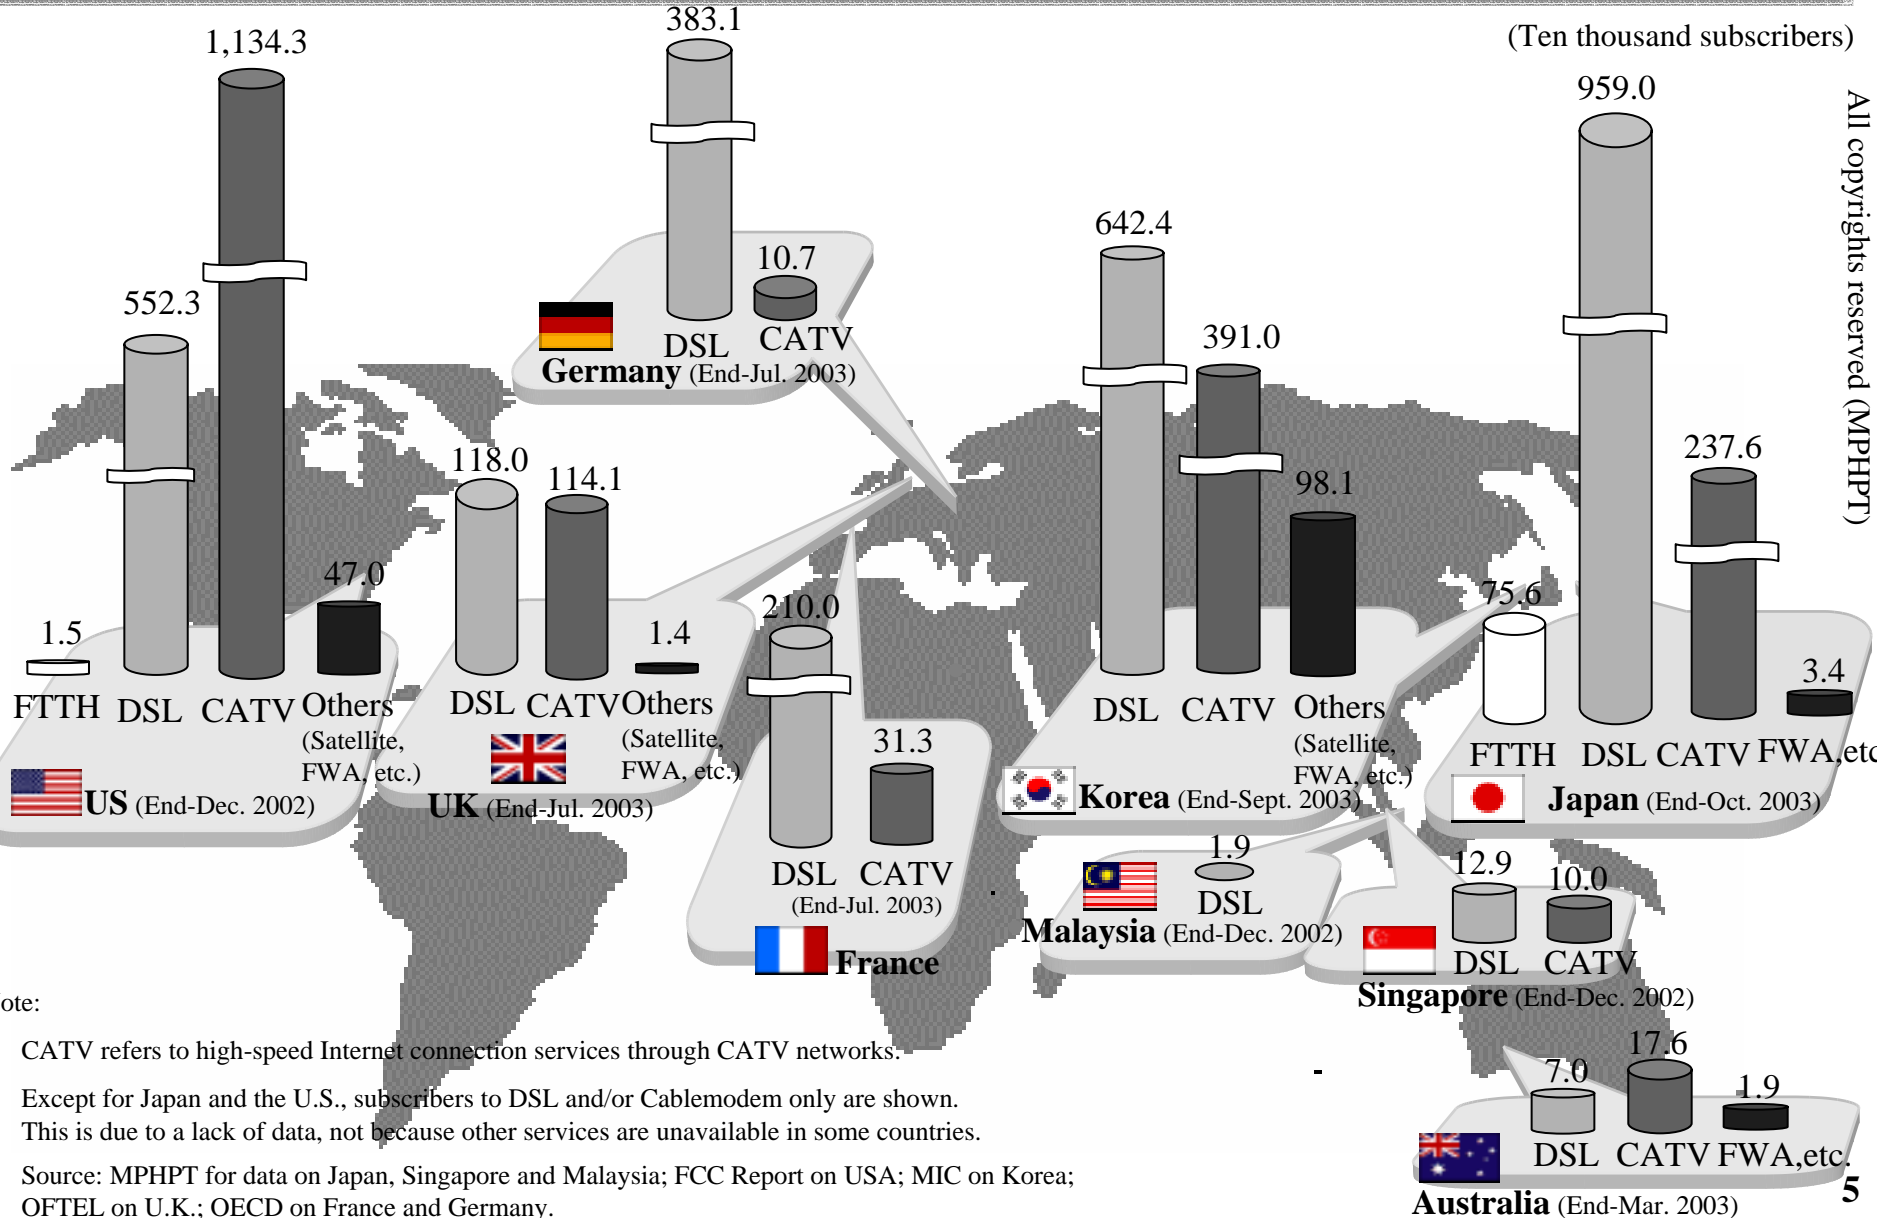 (Ten thousand subscribers)
All copyrights reserved (MPHPT)
1,134.3
552.3
47.0
1.5
FTTH DSL CATV Others
(Satellite,
FWA, etc.)
US (End-Dec. 2002)
383.1
10.7
DSL CATV
Germany (End-Jul. 2003)
118.0
114.1
1.4
DSL CATV Others
(Satellite,
FWA, etc.)
UK (End-Jul. 2003)
210.0
31.3
DSL CATV
(End-Jul. 2003)
France
642.4
391.0
98.1
DSL CATV Others
(Satellite,
FWA, etc.)
Korea (End-Sept. 2003)
959.0
237.6
75.6
3.4
FTTH DSL CATV FWA,etc
Japan (End-Oct. 2003)
1.9
DSL
Malaysia (End-Dec. 2002)
12.9
10.0
DSL CATV
Singapore (End-Dec. 2002)
17.6
7.0
1.9
DSL CATV FWA,etc.
Australia (End-Mar. 2003)
ote:
CATV refers to high-speed Internet connection services through CATV networks.
Except for Japan and the U.S., subscribers to DSL and/or Cablemodem only are shown.
This is due to a lack of data, not because other services are unavailable in some countries.
Source: MPHPT for data on Japan, Singapore and Malaysia; FCC Report on USA; MIC on Korea;
OFTEL on U.K.; OECD on France and Germany.
5